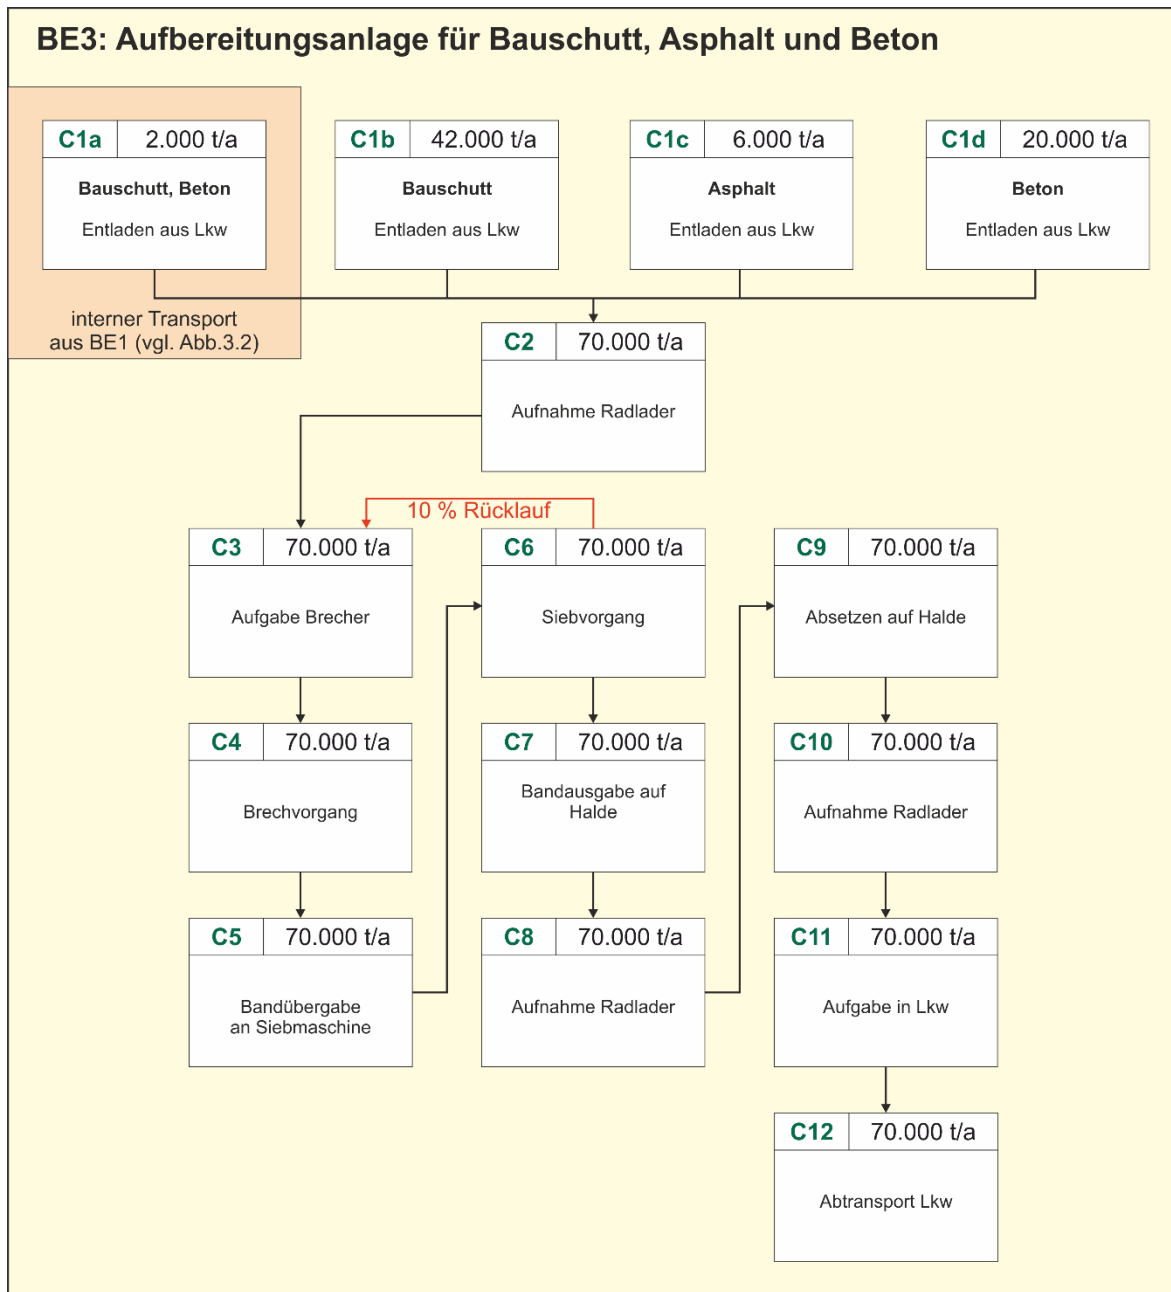 BE3: Aufbereitungsanlage für Bauschutt, Asphalt und Beton
C1a 2.000 t/a
Bauschutt, Beton
Entladen aus Lkw
interner Transport
aus BE1 (vgl. Abb.3.2)
C1b 42.000 t/a
Bauschutt
Entladen aus Lkw
C1c 6.000 t/a
Asphalt
Entladen aus Lkw
C1d 20.000 t/a
Beton
Entladen aus Lkw
C2 70.000 t/a
Aufnahme Radlader
10 % Rücklauf
C3 70.000 t/a
Aufgabe Brecher
C4 70.000 t/a
Brechvorgang
C5 70.000 t/a
Bandübergabe
an Siebmaschine
C6 70.000 t/a
Siebvorgang
C7 70.000 t/a
Bandausgabe auf
Halde
C8 70.000 t/a
Aufnahme Radlader
C9 70.000 t/a
Absetzen auf Halde
C10 70.000 t/a
Aufnahme Radlader
C11 70.000 t/a
Aufgabe in Lkw
C12 70.000 t/a
Abtransport Lkw